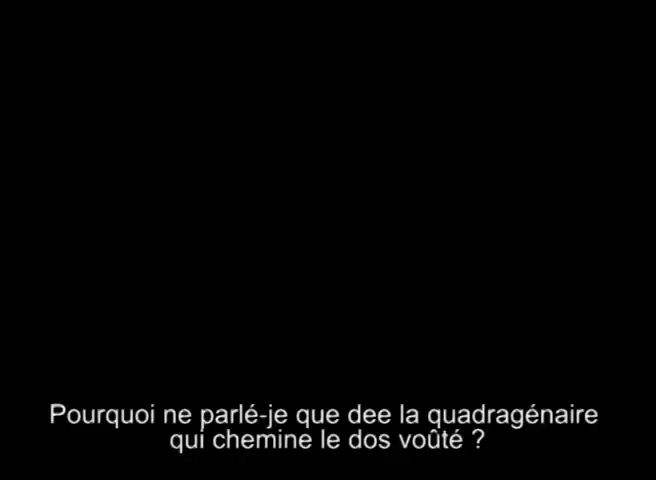 Pourquoi ne parlé-je que dee la quadragénaire
qui chemine le dos voûté ?